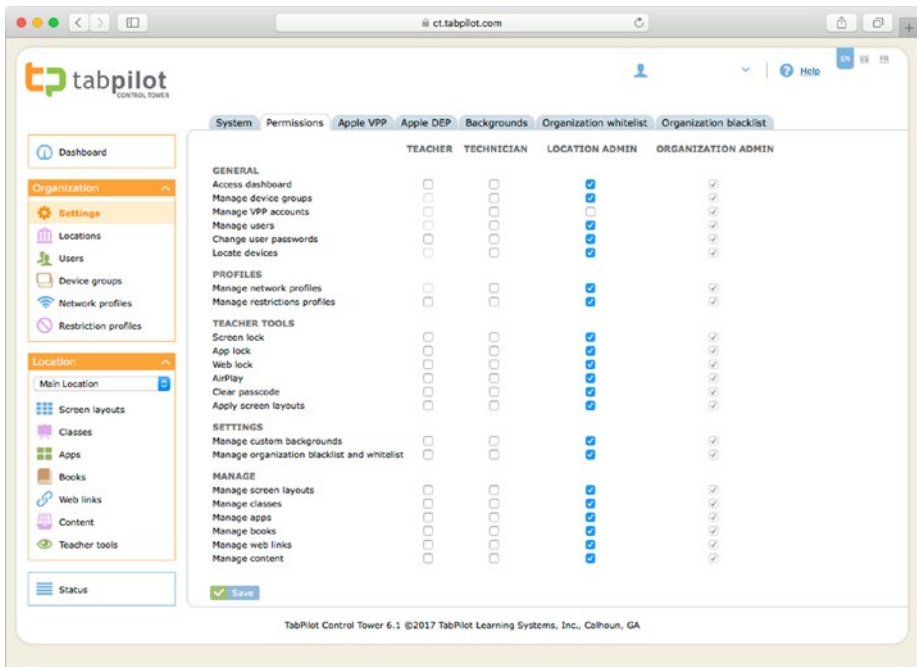 ct.tabpilot.com
tabpilot
CONTROL TOWER
Help
EN ES FR
System Permissions Apple VPP Apple DEP Backgrounds Organization whitelist Organization blacklist
Dashboard
Organization
Settings
Locations
Users
Device groups
Network profiles
Restriction profiles
Location
Main Location
Screen layouts
Classes
Apps
Books
Web links
Content
Teacher tools
Status
TEACHER TECHNICIAN LOCATION ADMIN ORGANIZATION ADMIN
GENERAL
Access dashboard
Manage device groups
Manage VPP accounts
Manage users
Change user passwords
Locate devices
PROFILES
Manage network profiles
Manage restrictions profiles
TEACHER TOOLS
Screen lock
App lock
Web lock
AirPlay
Clear passcode
Apply screen layouts
SETTINGS
Manage custom backgrounds
Manage organization blacklist and whitelist
MANAGE
Manage screen layouts
Manage classes
Manage apps
Manage books
Manage web links
Manage content
Save
TabPilot Control Tower 6.1 ©2017 TabPilot Learning Systems, Inc., Calhoun, GA